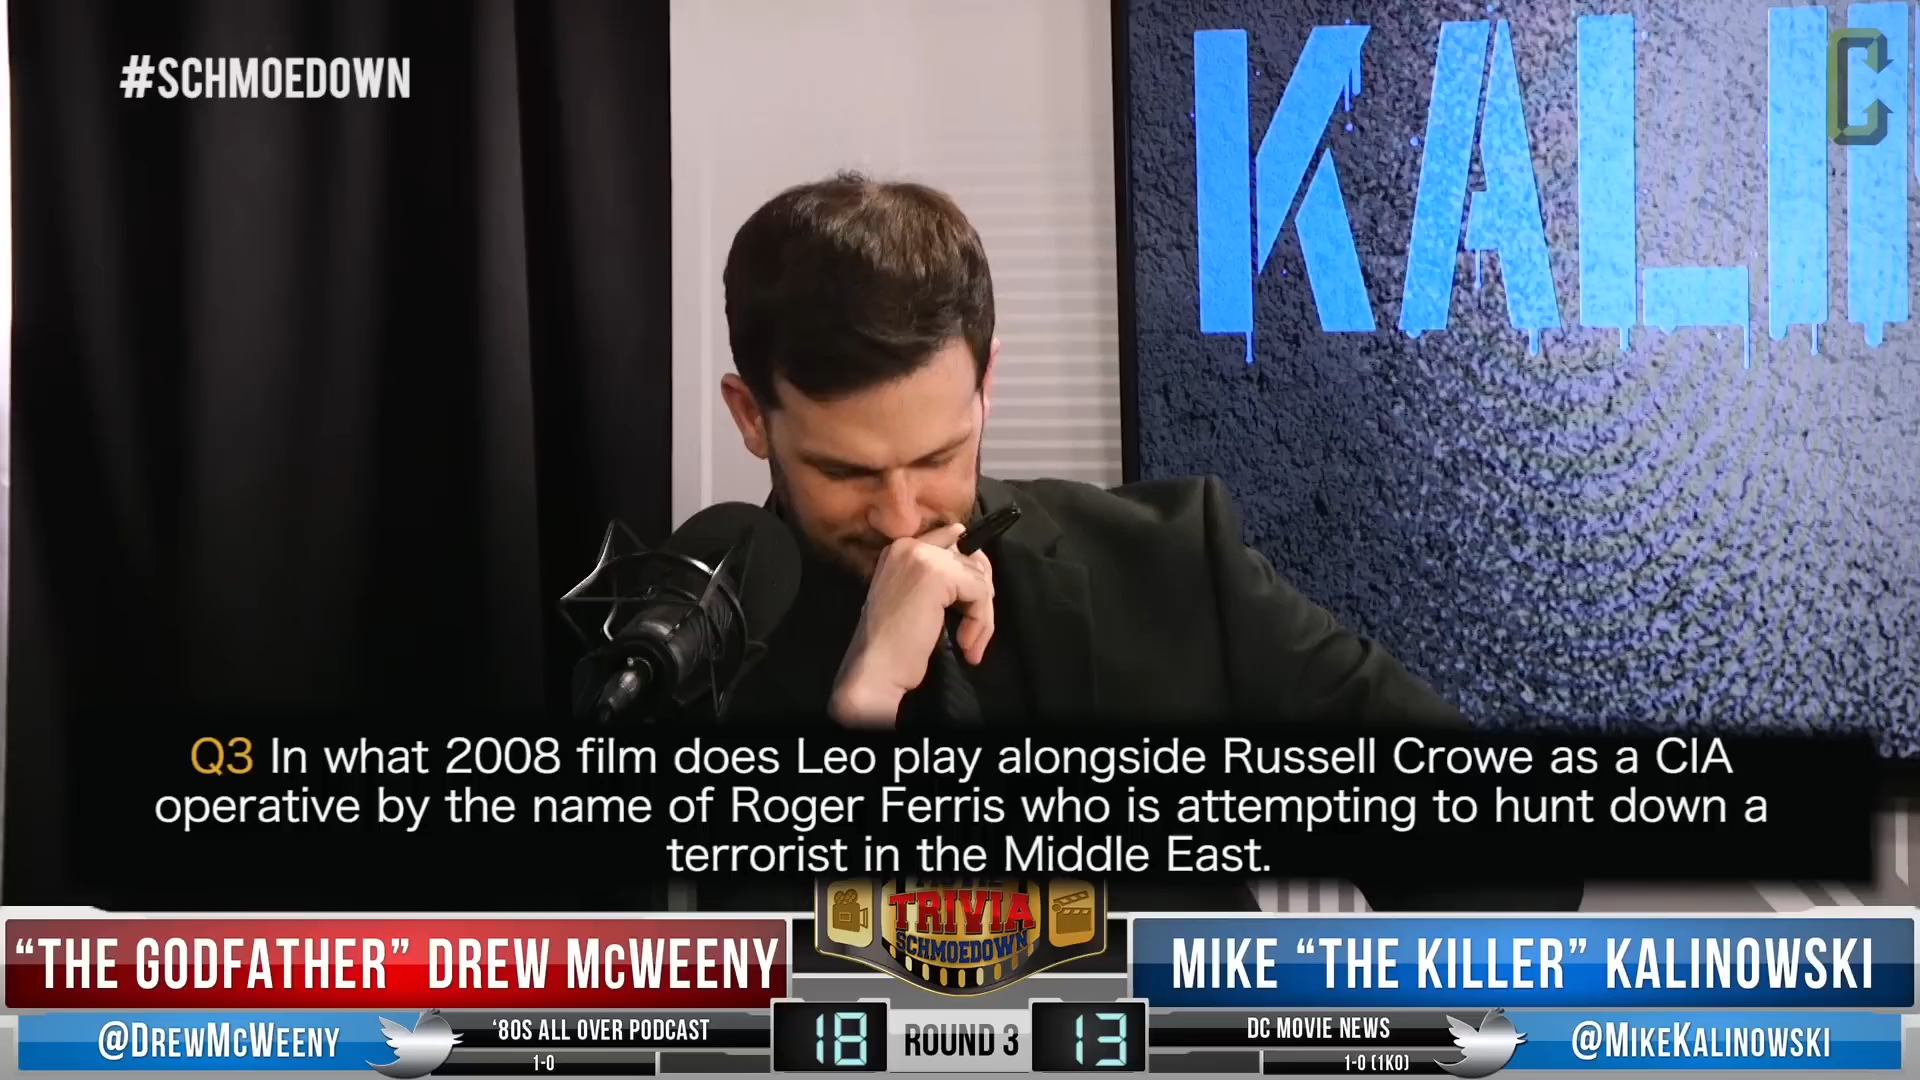 #SCHMOEDOWN
KALI
Q3 In what 2008 film does Leo play alongside Russell Crowe as a CIA
operative by the name of Roger Ferris who is attempting to hunt down a
terrorist in the Middle East.
TRIVIA
SCHMOEDOWN
“THE GODFATHER” DREW McWEENY
MIKE “THE KILLER” KALINOWSKI
@DREWMCWEENY
‘80S ALL OVER PODCAST
1-0
18
ROUND 3
13
DC MOVIE NEWS
1-0 (1KO)
@MIKEKALINOWSKI